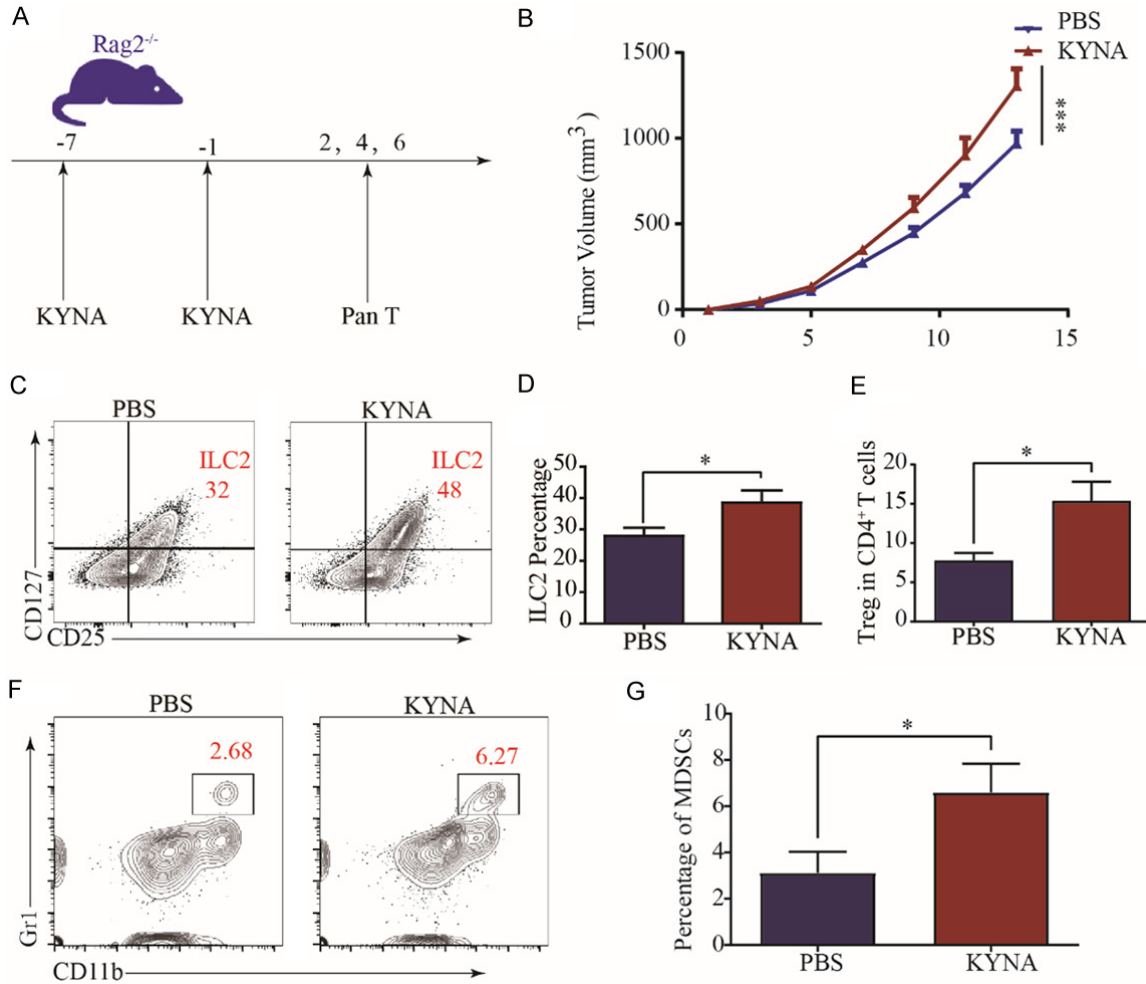 A
Rag2-/-
-7
-1
2, 4, 6
KYNA
KYNA
Pan T
B
PBS
KYNA
Tumor Volume (mm3)
1500
1000
500
0
0
5
10
15
***
C
PBS
KYNA
ILC2
32
ILC2
48
CD127
CD25
D
ILC2 Percentage
50
40
30
20
10
0
*
PBS
KYNA
E
Treg in CD4+ T cells
20
15
10
5
0
*
PBS
KYNA
F
PBS
KYNA
2.68
6.27
Gr1
CD11b
G
Percentage of MDSCs
10
8
6
4
2
0
*
PBS
KYNA